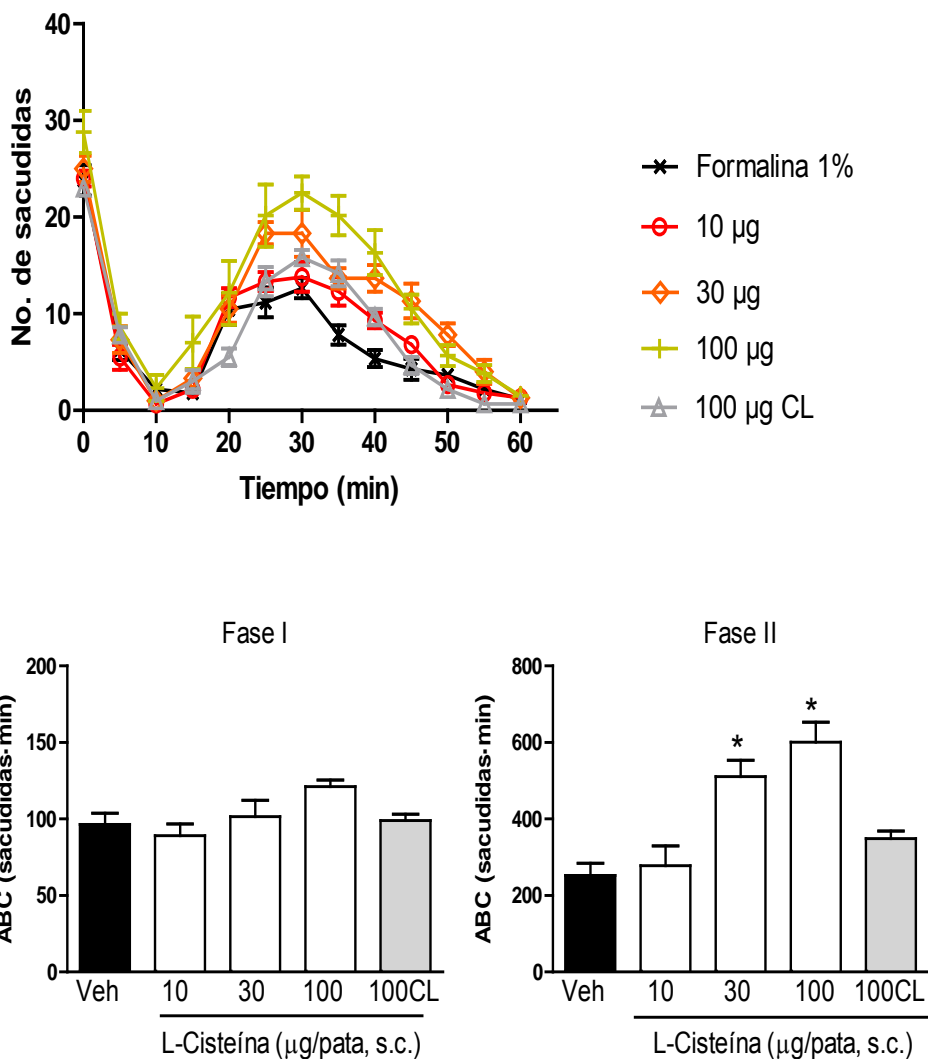 40
30
20
10
0
No. de sacudidas
0 10 20 30 40 50 60
Tiempo (min)
Formalina 1%
10 µg
30 µg
100 µg
100 µg CL
Fase I
200
150
100
50
0
ABC (sacudidas·min)
Veh 10 30 100 100CL
L-Cisteína (µg/pata, s.c.)
Fase II
800
600
400
200
0
ABC (sacudidas·min)
* *
Veh 10 30 100 100CL
L-Cisteína (µg/pata, s.c.)